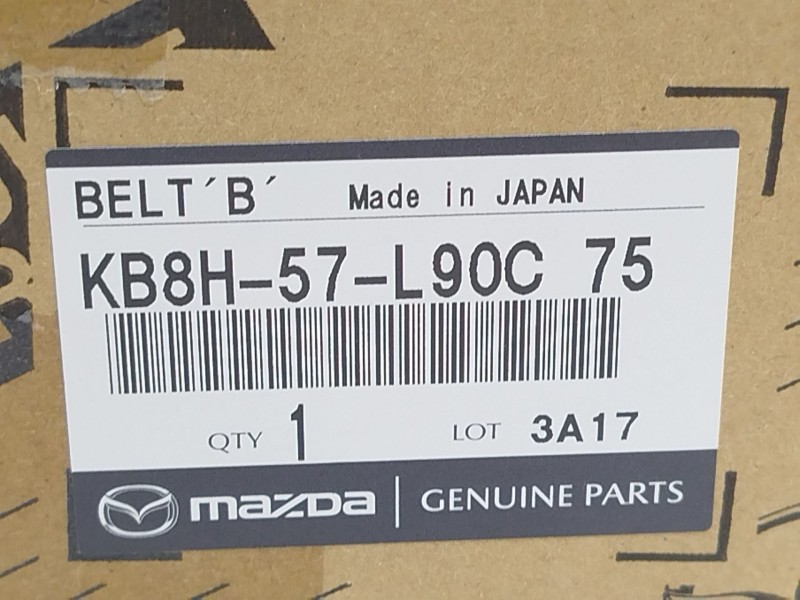 BELT´B´ Made in JAPAN
KB8H-57-L90C 75
QTY 1 LOT 3A17
mazda GENUINE PARTS